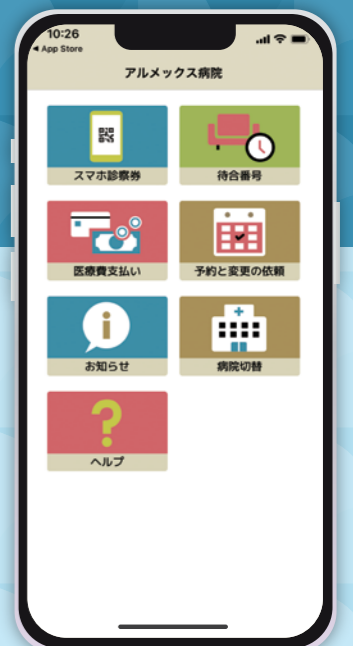 10:26
◀ App Store
アルメックス病院
スマホ診察券
待合番号
医療費支払い
予約と変更の依頼
お知らせ
病院切替
ヘルプ